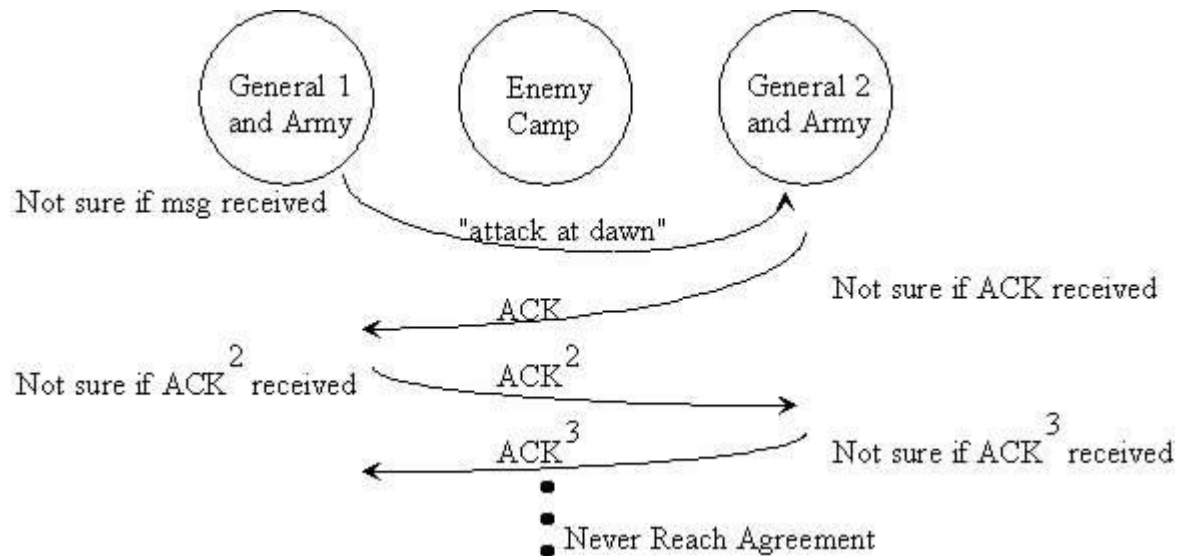 General 1
and Army
Enemy
Camp
General 2
and Army
Not sure if msg received
"attack at dawn"
Not sure if ACK received
ACK
Not sure if ACK² received
ACK²
ACK³
Not sure if ACK³ received
Never Reach Agreement